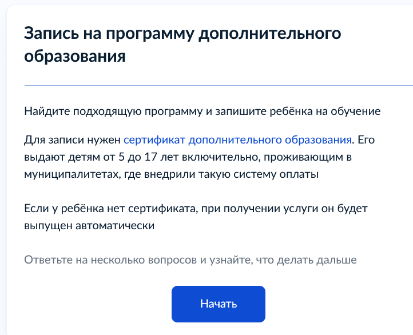 Запись на программу дополнительного
образования
Найдите подходящую программу и запишите ребёнка на обучение
Для записи нужен сертификат дополнительного образования. Его
выдают детям от 5 до 17 лет включительно, проживающим в
муниципалитетах, где внедрили такую систему оплаты
Если у ребёнка нет сертификата, при получении услуги он будет
выпущен автоматически
Ответьте на несколько вопросов и узнайте, что делать дальше
Начать